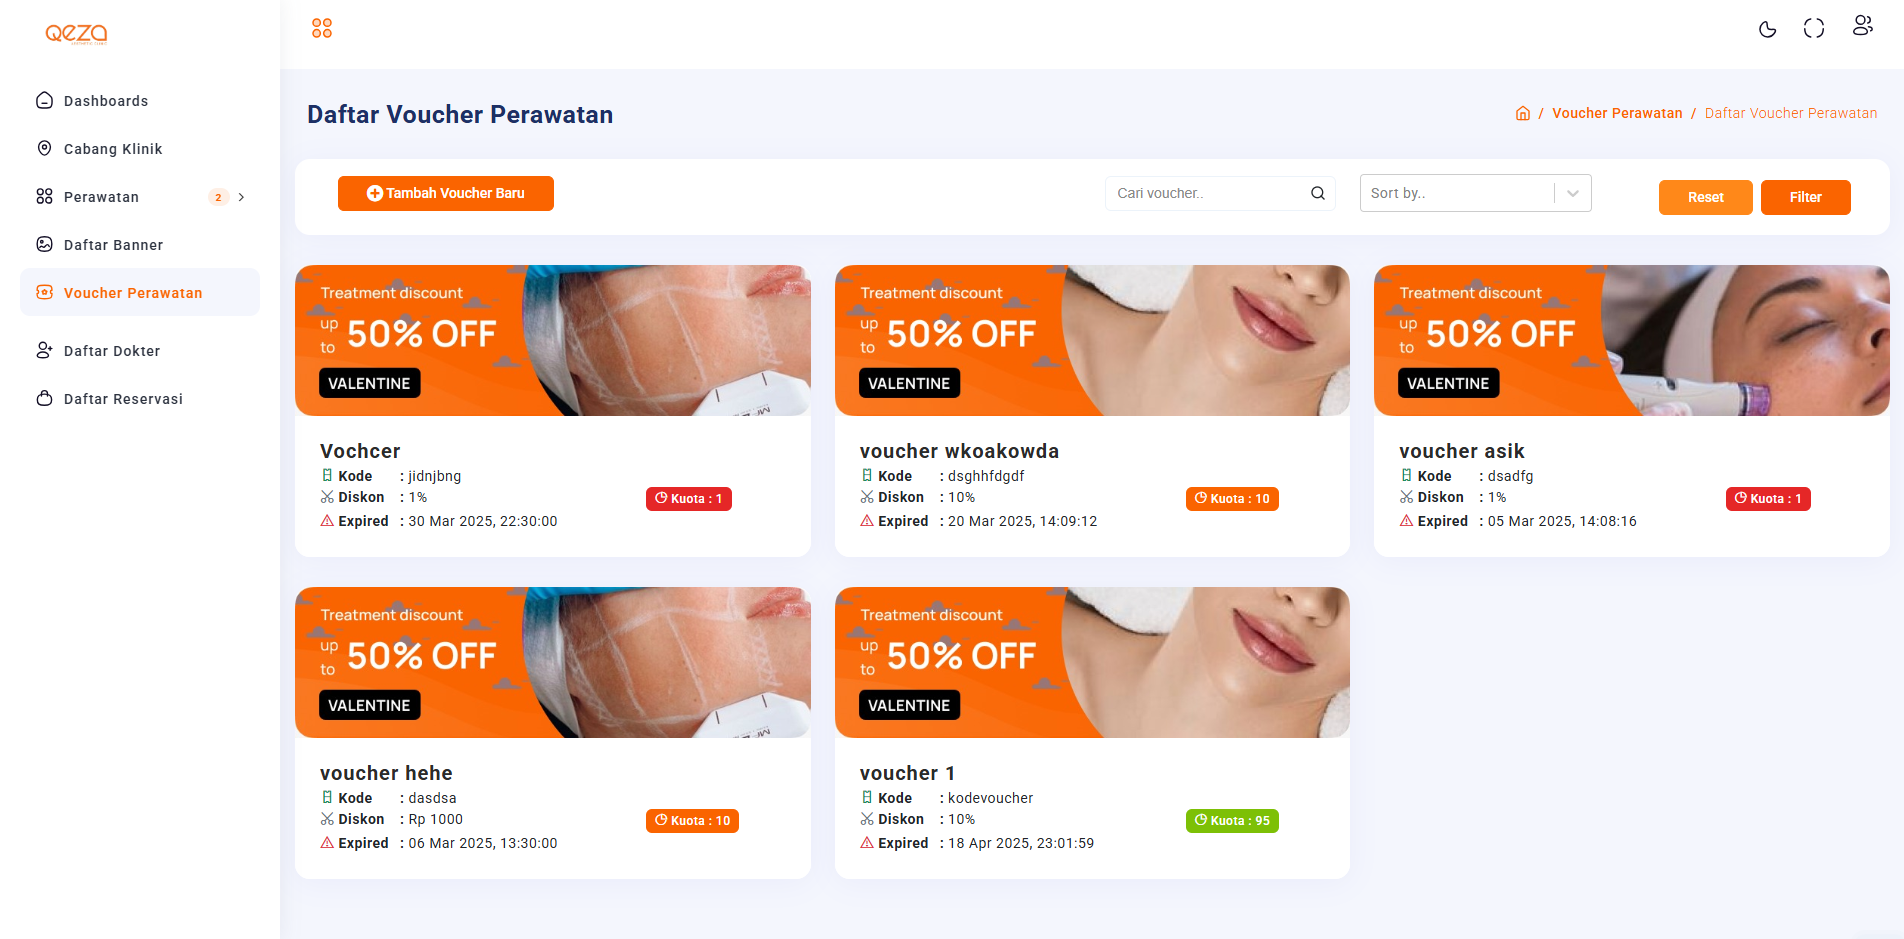 Qeza
Dashboards
Cabang Klinik
Perawatan 2
Daftar Banner
Voucher Perawatan
Daftar Dokter
Daftar Reservasi
Daftar Voucher Perawatan
/ Voucher Perawatan / Daftar Voucher Perawatan
Tambah Voucher Baru
Cari voucher..
Sort by..
Reset
Filter
Treatment discount
up to 50% OFF
VALENTINE
Vochcer
Kode : jidnjbng
Diskon : 1%
Expired : 30 Mar 2025, 22:30:00
Kuota : 1
Treatment discount
up to 50% OFF
VALENTINE
voucher wkoakowda
Kode : dsghhfdgdf
Diskon : 10%
Expired : 20 Mar 2025, 14:09:12
Kuota : 10
Treatment discount
up to 50% OFF
VALENTINE
voucher asik
Kode : dsadfg
Diskon : 1%
Expired : 05 Mar 2025, 14:08:16
Kuota : 1
Treatment discount
up to 50% OFF
VALENTINE
voucher hehe
Kode : dasdsa
Diskon : Rp 1000
Expired : 06 Mar 2025, 13:30:00
Kuota : 10
Treatment discount
up to 50% OFF
VALENTINE
voucher 1
Kode : kodevoucher
Diskon : 10%
Expired : 18 Apr 2025, 23:01:59
Kuota : 95